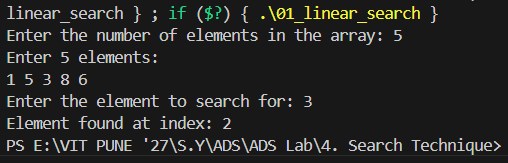 linear_search } ; if ($?) { .\01_linear_search }
Enter the number of elements in the array: 5
Enter 5 elements:
1 5 3 8 6
Enter the element to search for: 3
Element found at index: 2
PS E:\VIT PUNE '27\S.Y\ADS\ADS Lab\4. Search Technique>